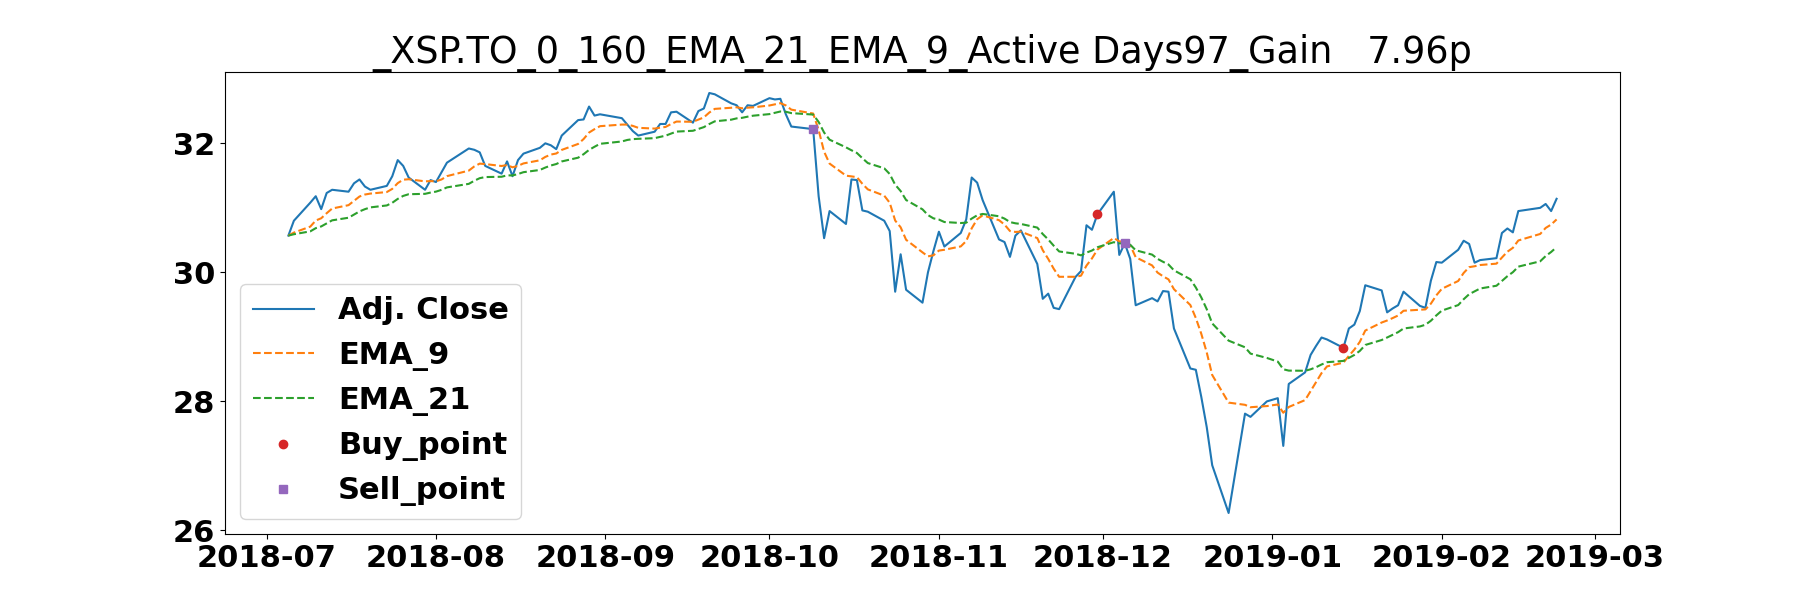 _XSP.TO_0_160_EMA_21_EMA_9_Active Days97_Gain   7.96p
32
30
28
26
Adj. Close
EMA_9
EMA_21
Buy_point
Sell_point
2018-07 2018-08 2018-09 2018-10 2018-11 2018-12 2019-01 2019-02 2019-03